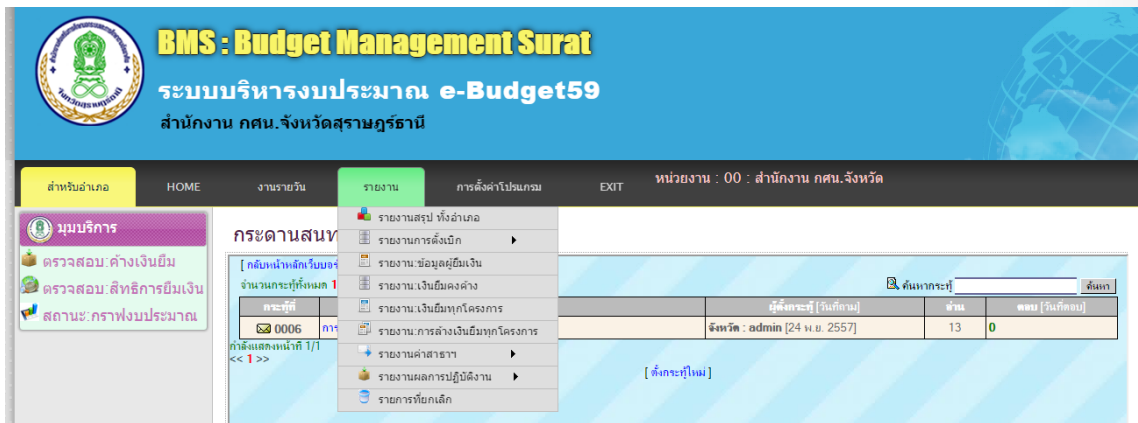 BMS : Budget Management Surat
ระบบบริหารงบประมาณ e-Budget59
สำนักงาน กศน.จังหวัดสุราษฎร์ธานี
สำหรับอำเภอ HOME งานรายวัน รายงาน การตั้งค่าโปรแกรม EXIT หน่วยงาน : 00 : สำนักงาน กศน.จังหวัด
มุมบริการ
ตรวจสอบ:ค้างเงินยืม
ตรวจสอบ:สิทธิการยืมเงิน
สถานะ:กราฟงบประมาณ
รายงานสรุป ทั้งอำเภอ
รายงานการตั้งเบิก
รายงาน:ข้อมูลผู้ยืมเงิน
รายงาน:เงินยืมคงค้าง
รายงาน:เงินยืมทุกโครงการ
รายงาน:การล้างเงินยืมทุกโครงการ
รายงานค่าสาธาฯ
รายงานผลการปฏิบัติงาน
รายการที่ยกเลิก
กระดานสนท
[ กลับหน้าหลักเว็บบอร์
จำนวนกระทู้ทั้งหมด 1 ค้นหากระทู้ ค้นหา
กระทู้ที่ ผู้ตั้งกระทู้ [วันที่ถาม] อ่าน ตอบ [วันที่ตอบ]
0006 การ จังหวัด : admin [24 พ.ย. 2557] 13 0
กำลังแสดงหน้าที่ 1/1
<< 1 >>
[ ตั้งกระทู้ใหม่ ]